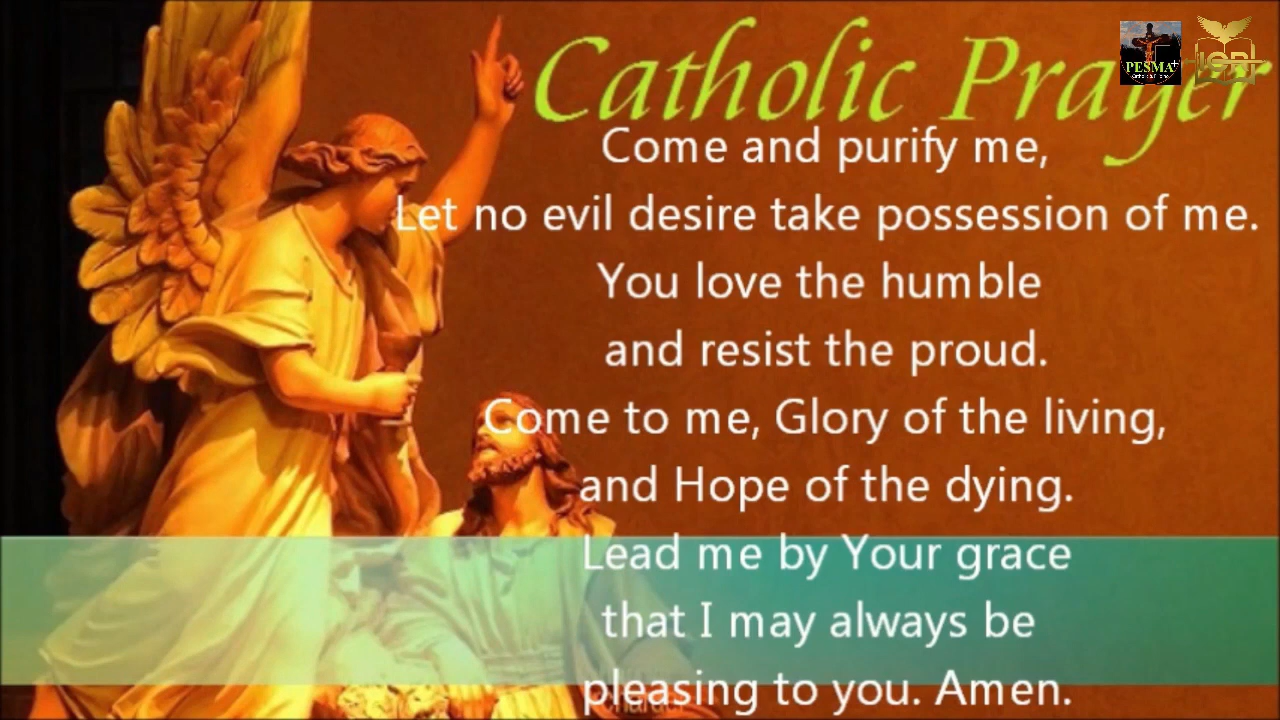 Catholic Prayer
PESMA
Come and purify me,
Let no evil desire take possession of me.
You love the humble
and resist the proud.
Come to me, Glory of the living,
and Hope of the dying.
Lead me by Your grace
that I may always be
pleasing to you. Amen.